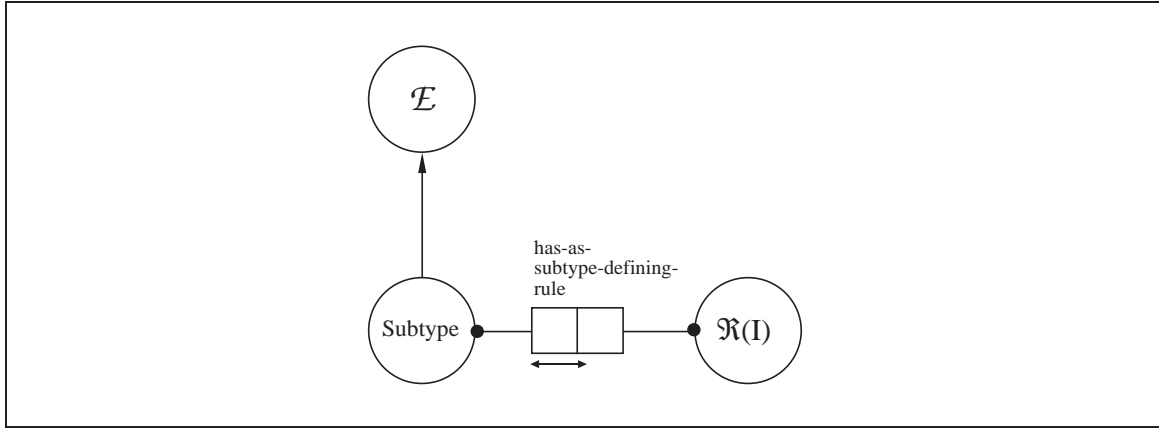 ℰ
has-as-
subtype-defining-
rule
Subtype
ℜ(I)